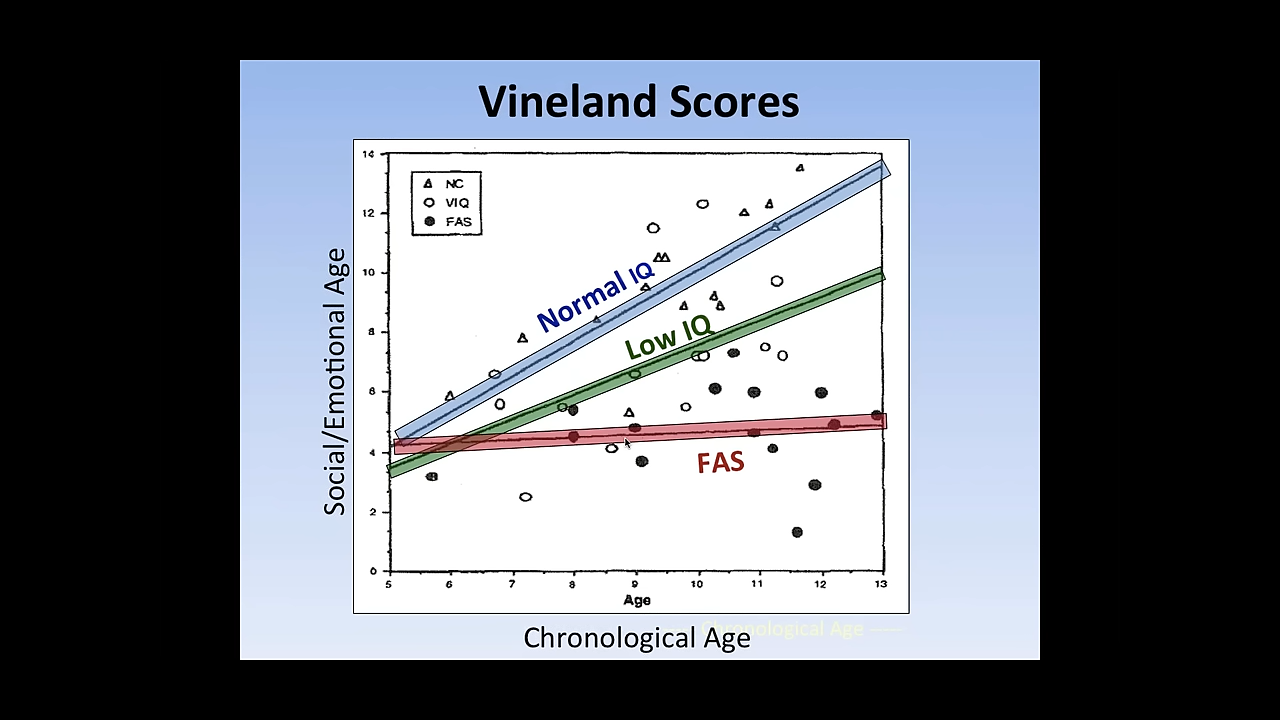 Vineland Scores
Social/Emotional Age
14
12
10
8
6
4
2
0
NC
VIQ
FAS
Normal IQ
Low IQ
FAS
5 6 7 8 9 10 11 12 13
Age
Chronological Age
Chronological Age